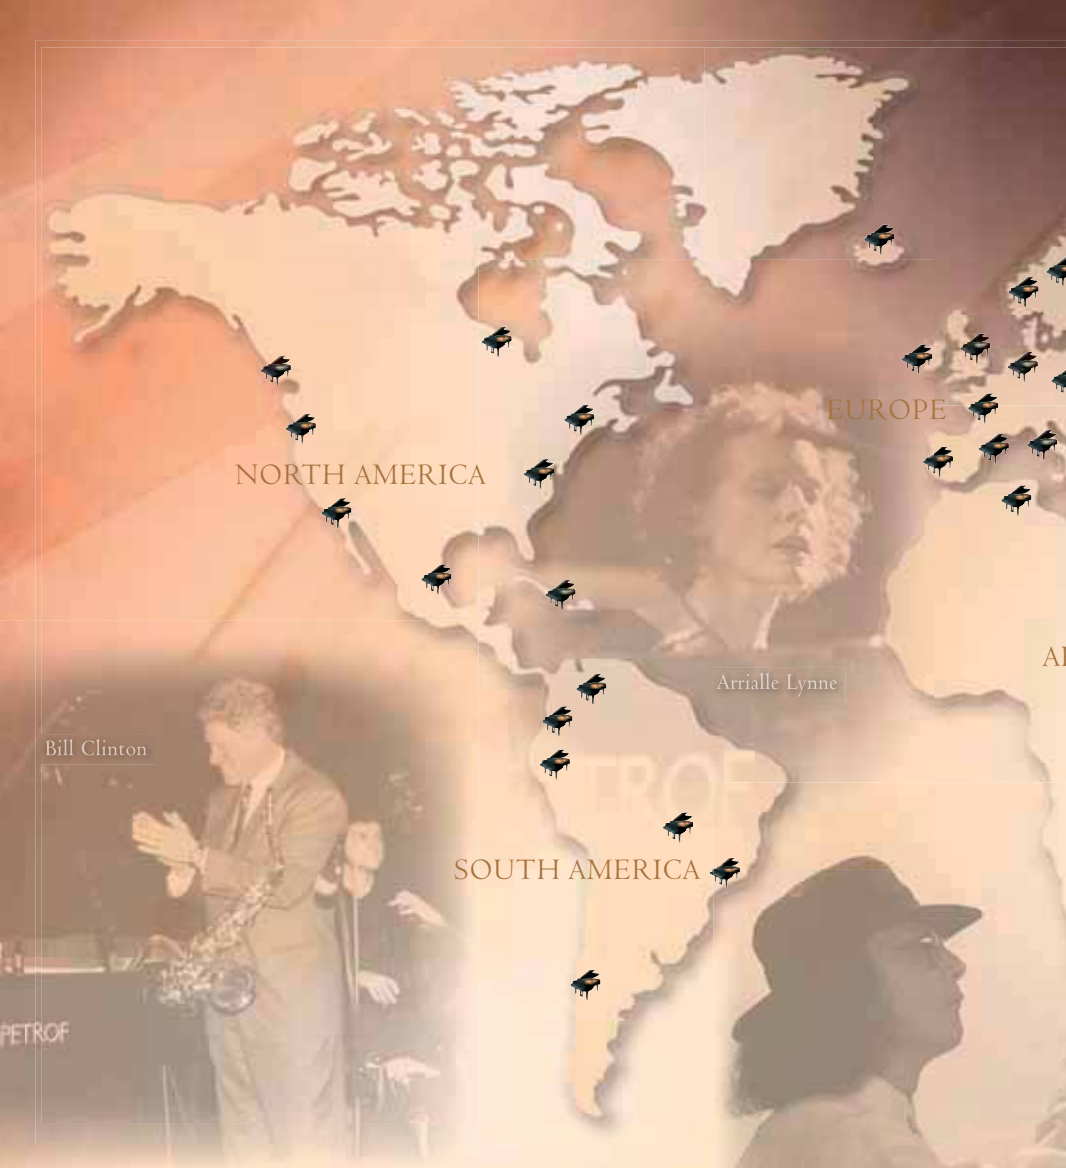 EUROPE
NORTH AMERICA
Arrialle Lynne
Bill Clinton
PETROF
SOUTH AMERICA
PETROF